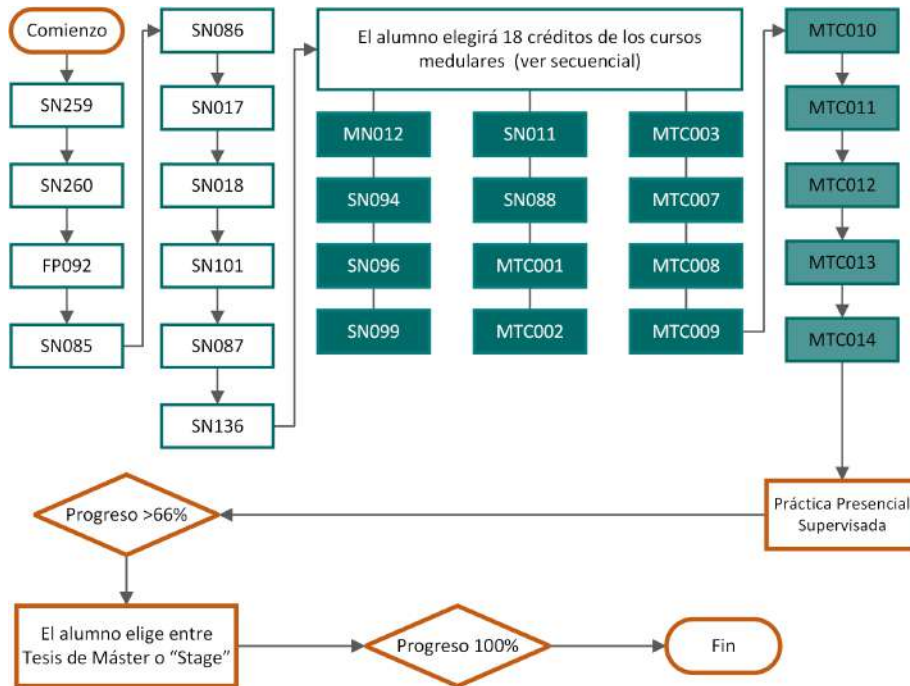 Comienzo
SN259
SN260
FP092
SN085
SN086
SN017
SN018
SN101
SN087
SN136
El alumno elegirá 18 créditos de los cursos
medulares (ver secuencial)
MN012
SN094
SN096
SN099
SN011
SN088
MTC001
MTC002
MTC003
MTC007
MTC008
MTC009
MTC010
MTC011
MTC012
MTC013
MTC014
Práctica Presencial
Supervisada
Progreso >66%
El alumno elige entre
Tesis de Máster o “Stage”
Progreso 100%
Fin